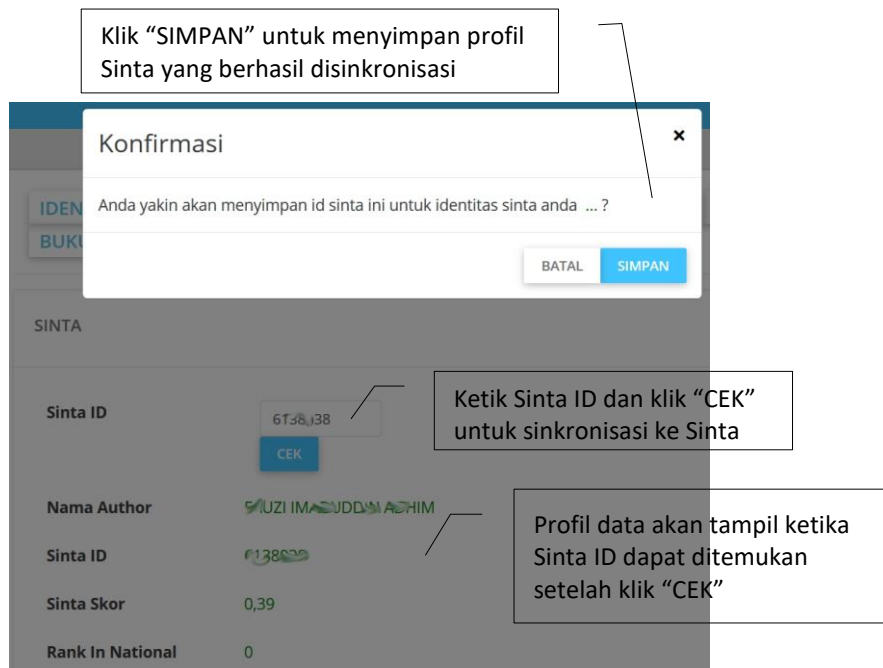 Klik “SIMPAN” untuk menyimpan profil
Sinta yang berhasil disinkronisasi
Konfirmasi
×
Anda yakin akan menyimpan id sinta ini untuk identitas sinta anda ... ?
IDEN
BUKU
BATAL SIMPAN
SINTA
Ketik Sinta ID dan klik “CEK”
untuk sinkronisasi ke Sinta
Sinta ID
CEK
Nama Author
Profil data akan tampil ketika
Sinta ID dapat ditemukan
setelah klik “CEK”
Sinta ID
Sinta Skor 0,39
Rank In National 0